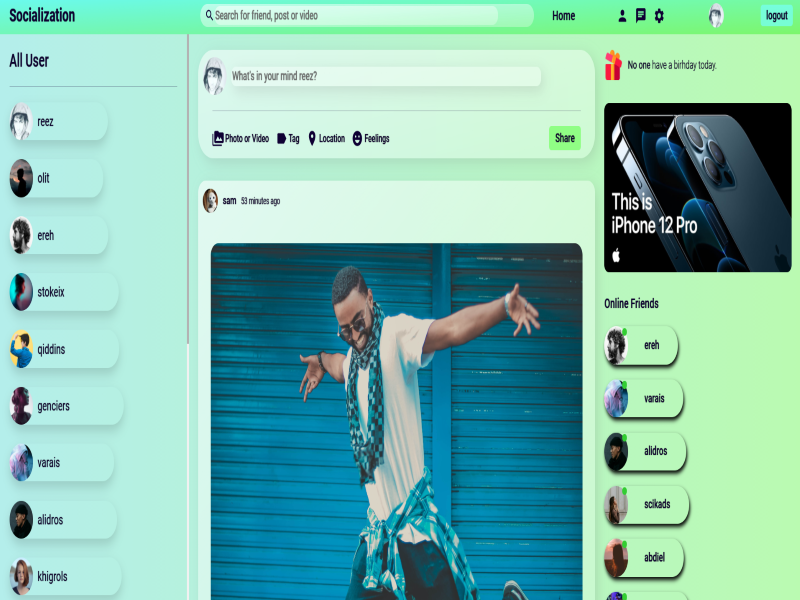 Socialization
Search for friend, post or video
Home
logout
All User
reez
olit
ereh
stokeix
qiddins
genciers
varais
alidros
khigrols
What's in your mind reez?
Photo or Video
Tag
Location
Feelings
Share
sam 53 minutes ago
No one have a birhday today.
This is
iPhone 12 Pro
Online Friends
ereh
varais
alidros
scikads
abdiel